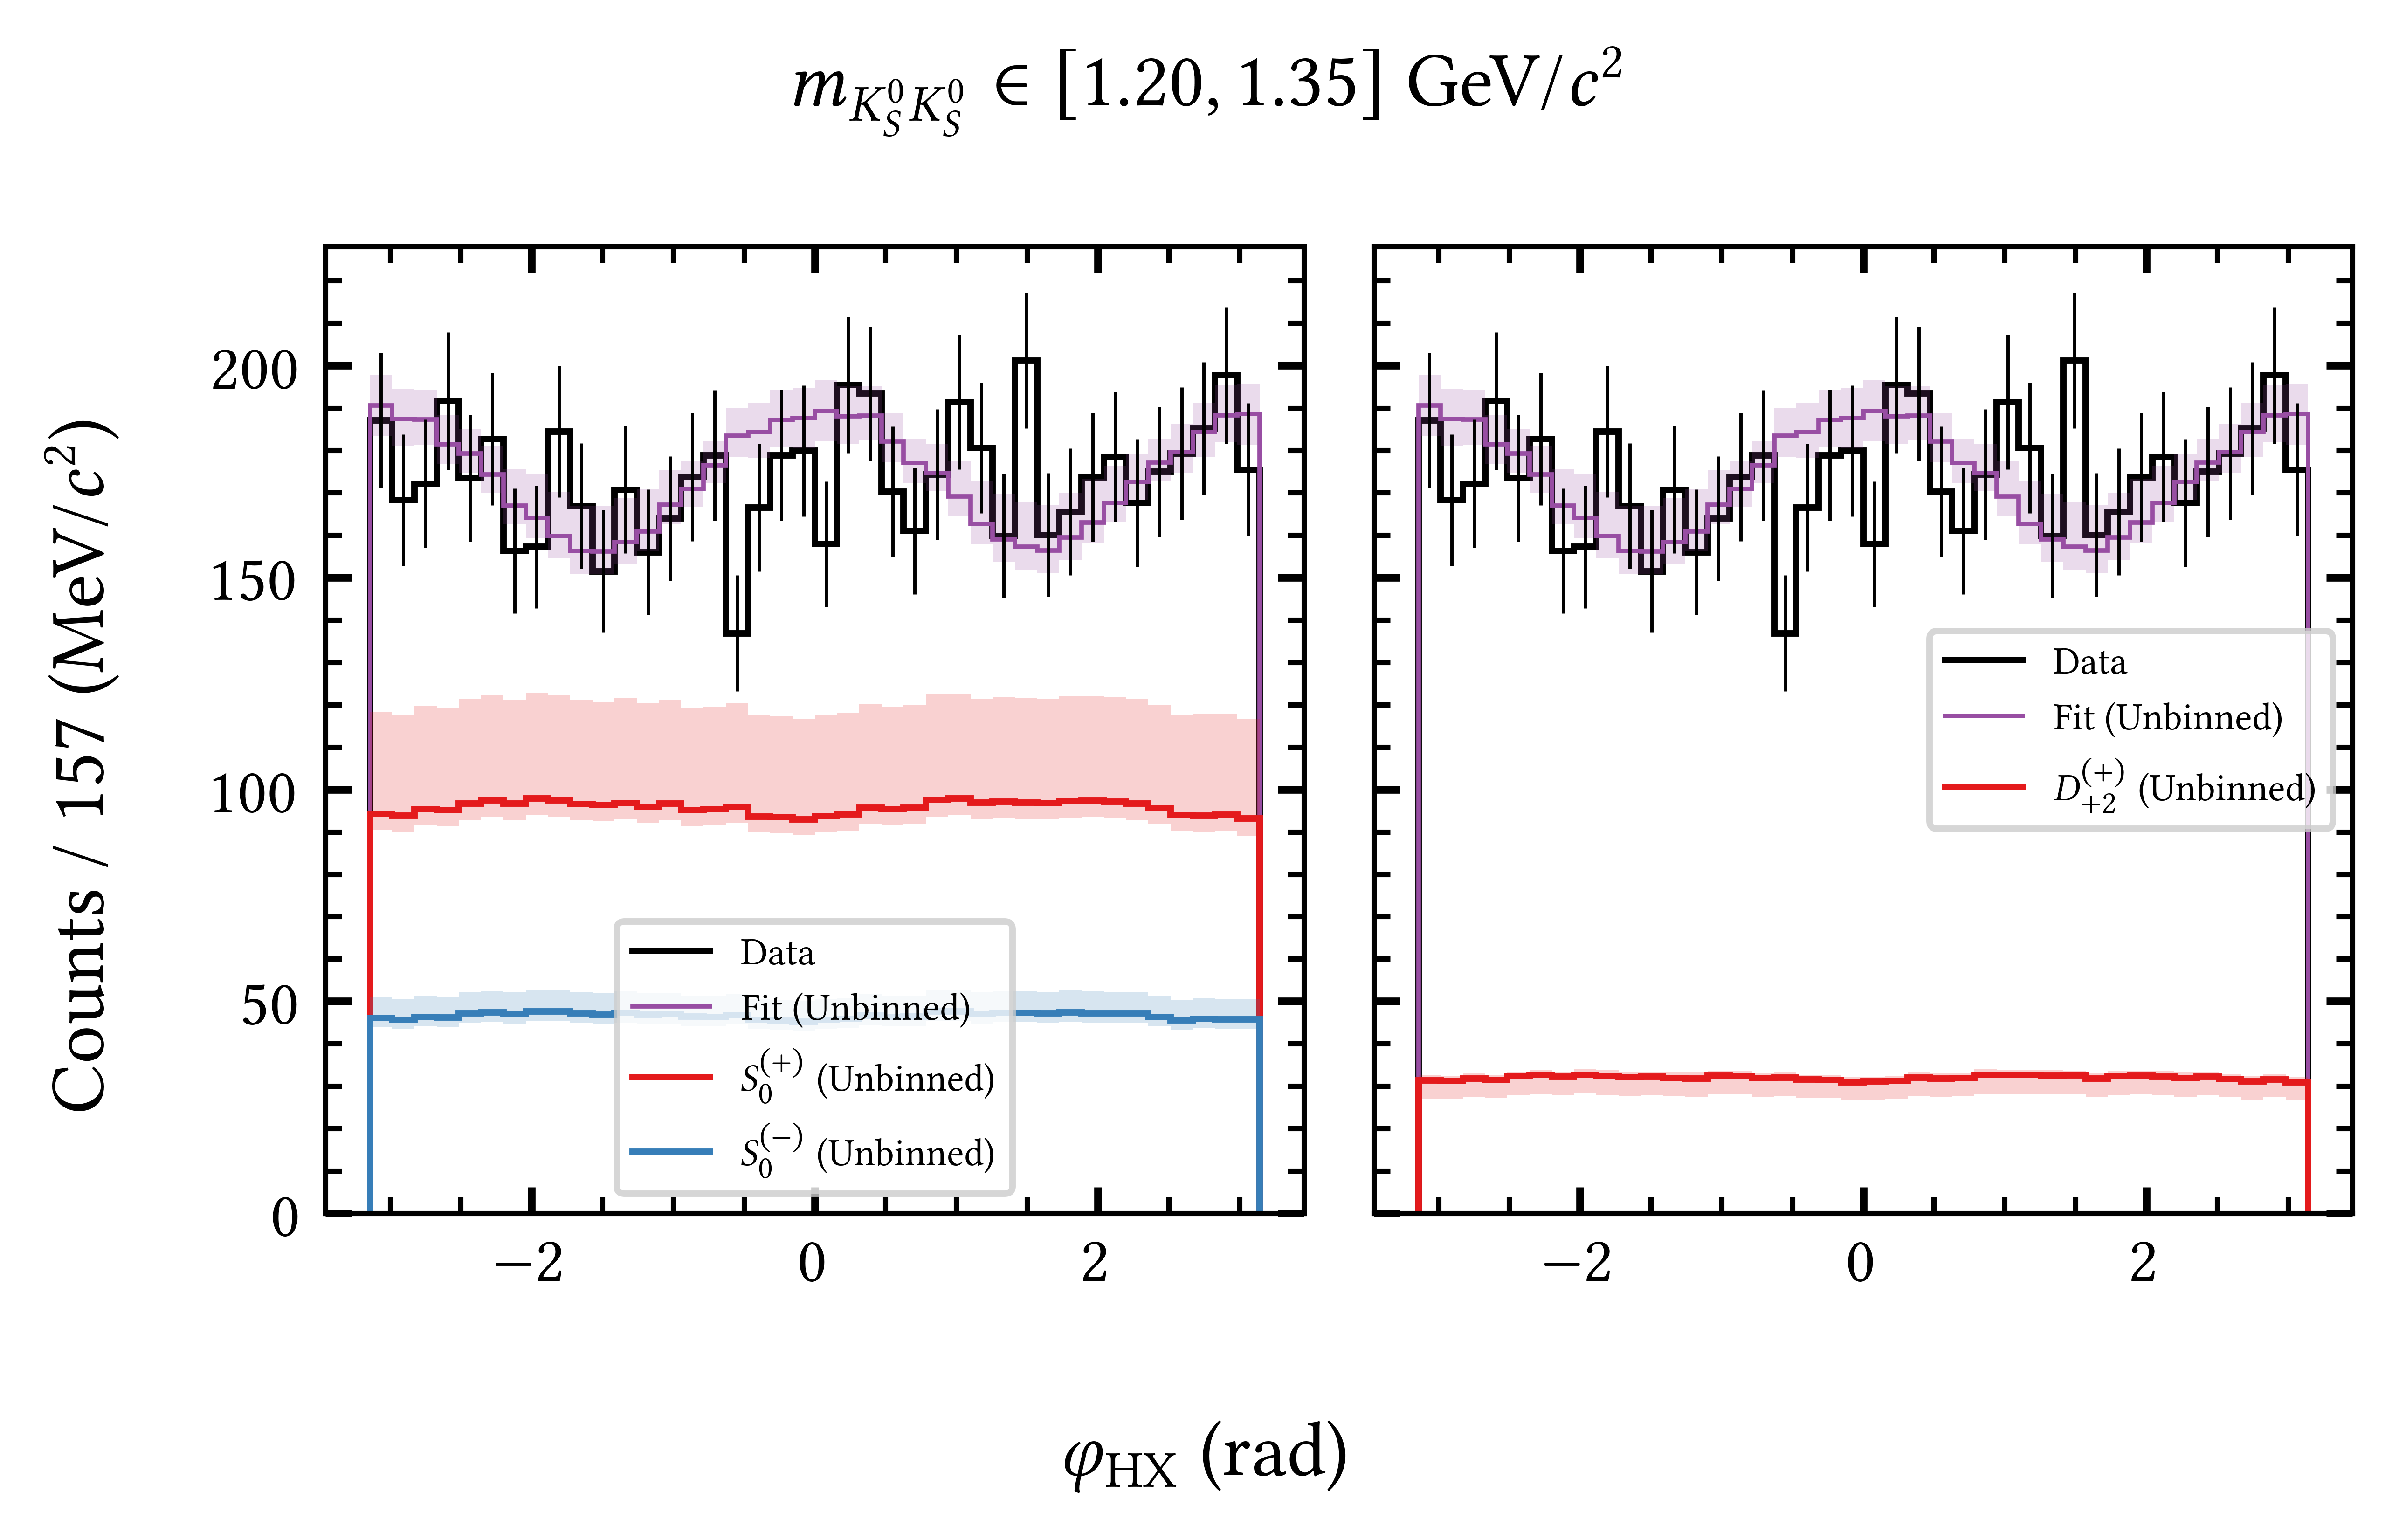 m_{K_S^0 K_S^0} ∈ [1.20, 1.35] GeV/c²
Counts / 157 (MeV/c²)
200
150
100
50
0
Data
Fit (Unbinned)
S_0^{(+)} (Unbinned)
S_0^{(−)} (Unbinned)
Data
Fit (Unbinned)
D_{+2}^{(+)} (Unbinned)
−2 0 2
−2 0 2
φ_{HX} (rad)